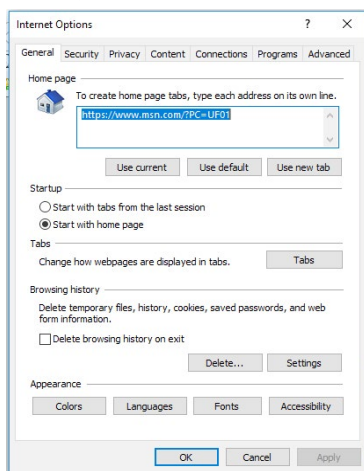 Internet Options ? X
General Security Privacy Content Connections Programs Advanced
Home page
To create home page tabs, type each address on its own line.
https://www.msn.com/?PC=UF01
Use current Use default Use new tab
Startup
Start with tabs from the last session
Start with home page
Tabs
Change how webpages are displayed in tabs. Tabs
Browsing history
Delete temporary files, history, cookies, saved passwords, and web
form information.
Delete browsing history on exit
Delete... Settings
Appearance
Colors Languages Fonts Accessibility
OK Cancel Apply